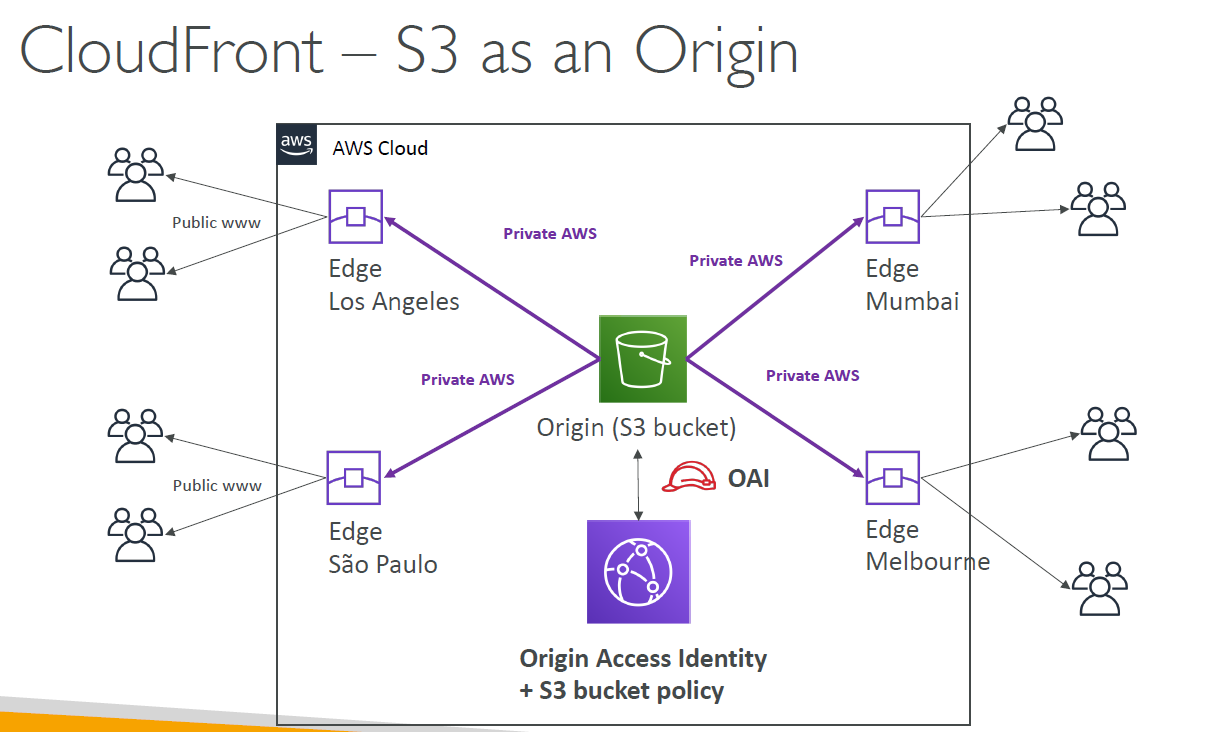 CloudFront – S3 as an Origin
aws
AWS Cloud
Public www
Private AWS
Private AWS
Edge
Los Angeles
Edge
Mumbai
Private AWS
Private AWS
Origin (S3 bucket)
OAI
Public www
Edge
São Paulo
Edge
Melbourne
Origin Access Identity
+ S3 bucket policy